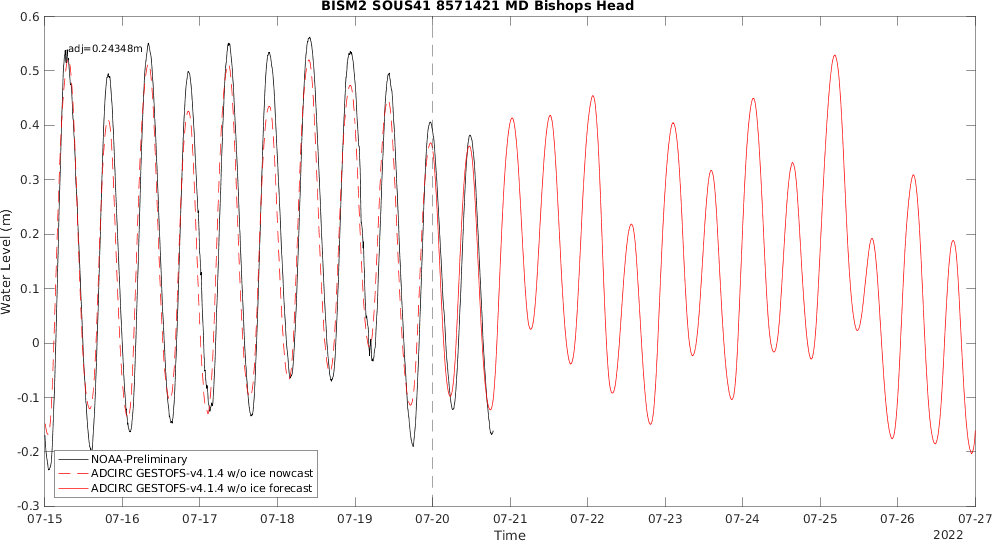 BISM2 SOUS41 8571421 MD Bishops Head
0.6
adj=0.24348m
0.5
0.4
0.3
0.2
0.1
0
-0.1
-0.2
-0.3
Water Level (m)
NOAA-Preliminary
ADCIRC GESTOFS-v4.1.4 w/o ice nowcast
ADCIRC GESTOFS-v4.1.4 w/o ice forecast
07-15 07-16 07-17 07-18 07-19 07-20 07-21 07-22 07-23 07-24 07-25 07-26 07-27
Time
2022